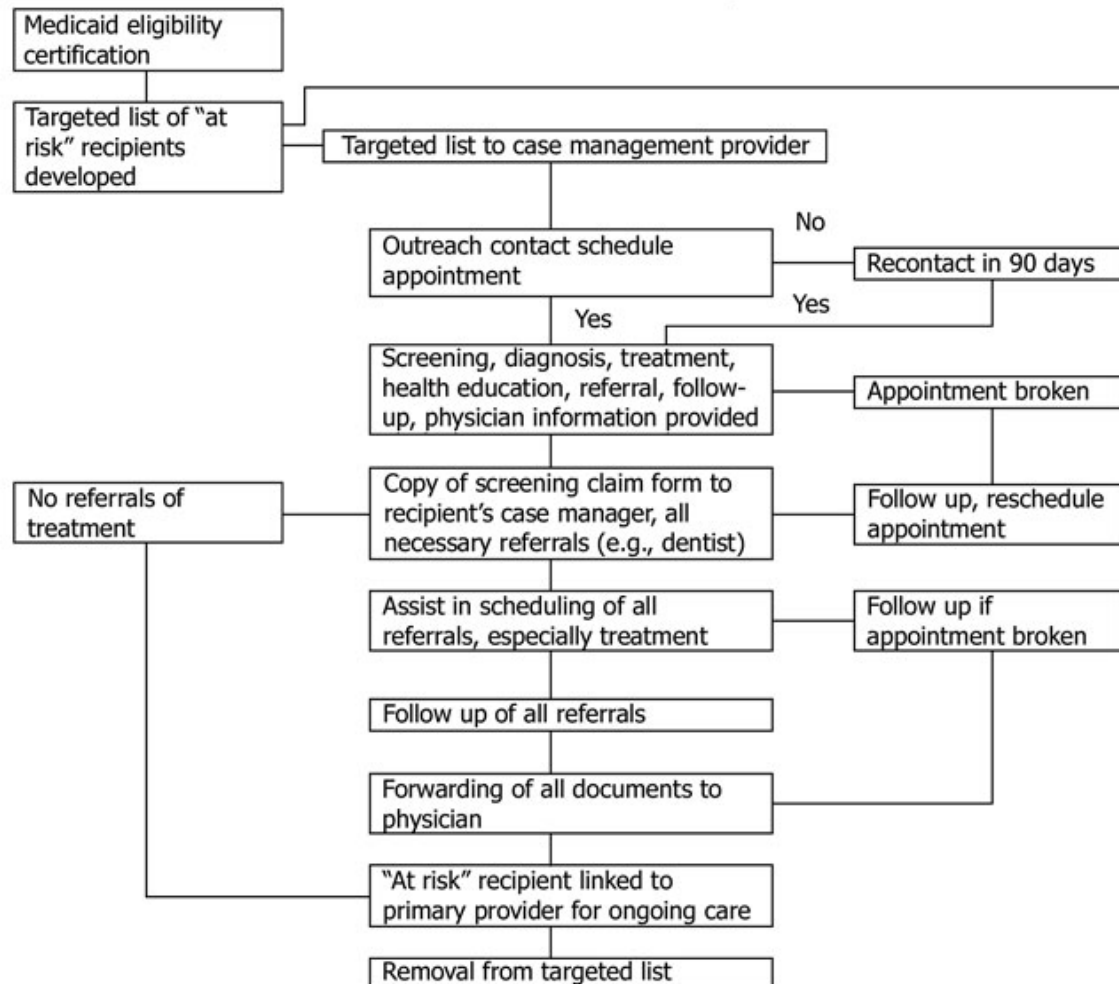 Medicaid eligibility
certification
Targeted list of “at
risk” recipients
developed
Targeted list to case management provider
Outreach contact schedule
appointment
No
Recontact in 90 days
Yes
Yes
Screening, diagnosis, treatment,
health education, referral, follow-
up, physician information provided
Appointment broken
No referrals of
treatment
Copy of screening claim form to
recipient’s case manager, all
necessary referrals (e.g., dentist)
Follow up, reschedule
appointment
Assist in scheduling of all
referrals, especially treatment
Follow up if
appointment broken
Follow up of all referrals
Forwarding of all documents to
physician
“At risk” recipient linked to
primary provider for ongoing care
Removal from targeted list